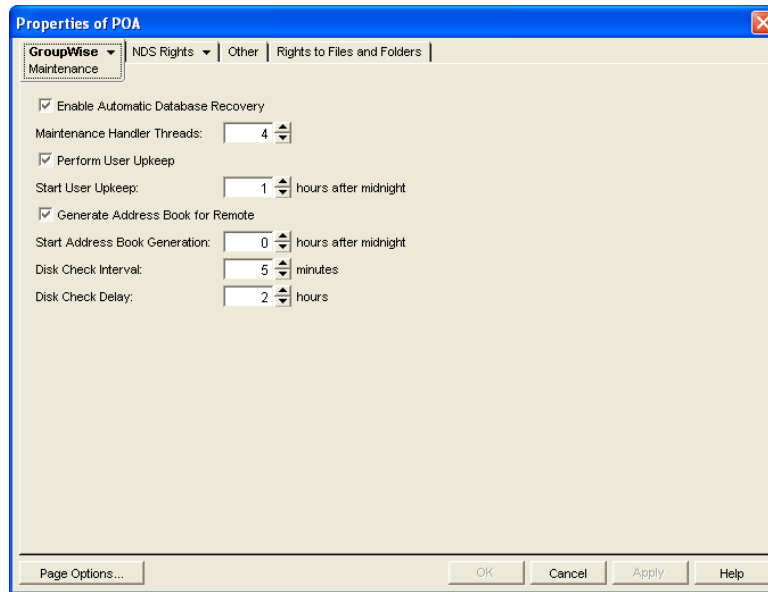 Properties of POA
GroupWise NDS Rights Other Rights to Files and Folders
Maintenance
Enable Automatic Database Recovery
Maintenance Handler Threads: 4
Perform User Upkeep
Start User Upkeep: 1 hours after midnight
Generate Address Book for Remote
Start Address Book Generation: 0 hours after midnight
Disk Check Interval: 5 minutes
Disk Check Delay: 2 hours
Page Options... OK Cancel Apply Help